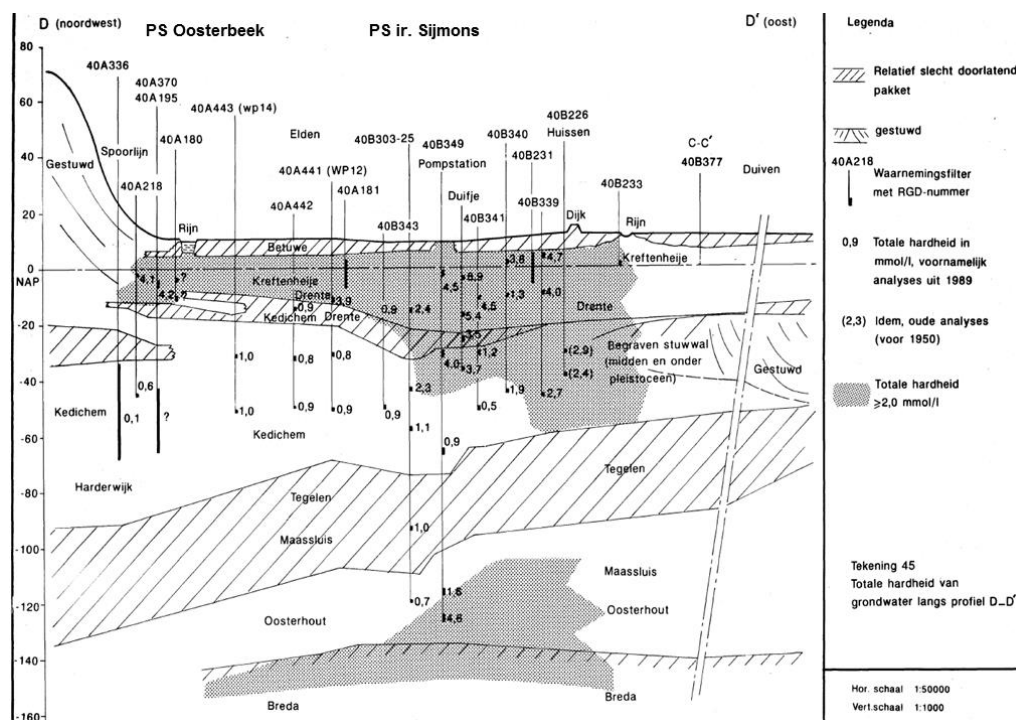 D (noordwest)
PS Oosterbeek
PS ir. Sijmons
D' (oost)
80
60
40
20
0
NAP
-20
-40
-60
-80
-100
-120
-140
-160
40A336
40A370
40A195
40A443 (wp14)
40A180
Elden
40B303-25
40B349
Pompstation
40B340
40B226
Huissen
C-C'
40B377
Duiven
Gestuwd
Spoorlijn
40A218
40A441 (WP12)
40A181
40B231
Duifje
40B233
40A442
40B343
40B341
40B339
Dijk
Rijn
Rijn
Betuwe
Kreftenheije
Kreftenheije
Drente
Kedichem
Drente
Drente
4,1
4,2
?
?
3,9
0,9
0,9
2,4
4,5
6,9
4,5
5,4
3,5
3,8
1,3
4,7
4,0
1,0
0,8
0,8
4,0
3,7
1,2
(2,9)
(2,4)
Begraven stuwwal
(midden en onder
pleistoceen)
Gestuwd
Kedichem
0,6
0,1
?
1,0
0,9
0,9
0,9
2,3
1,1
0,5
1,9
2,7
Kedichem
0,9
Harderwijk
Tegelen
Tegelen
Maassluis
1,0
0,7
1,6
4,6
Maassluis
Oosterhout
Oosterhout
Breda
Breda
Legenda
Relatief slecht doorlatend
pakket
gestuwd
40A218
Waarnemingsfilter
met RGD-nummer
0,9
Totale hardheid in
mmol/l, voornamelijk
analyses uit 1989
(2,3)
Idem, oude analyses
(voor 1950)
Totale hardheid
≥2,0 mmol/l
Tekening 45
Totale hardheid van
grondwater langs profiel D-D'
Hor. schaal 1:50000
Vert.schaal 1:1000